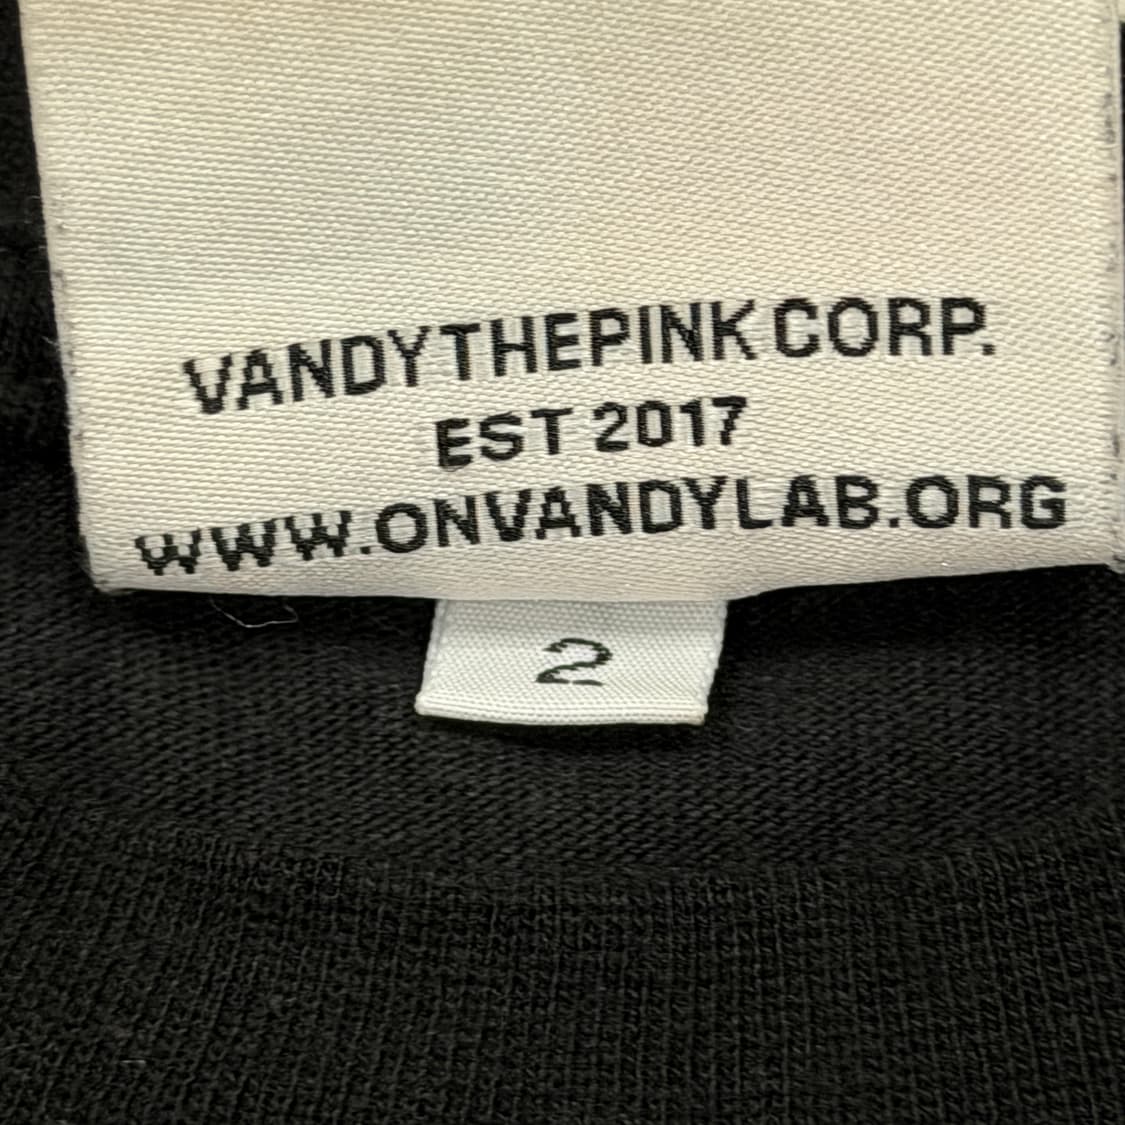 VANDYTHEPINK CORP.
EST 2017
WWW.ONVANDYLAB.ORG
2